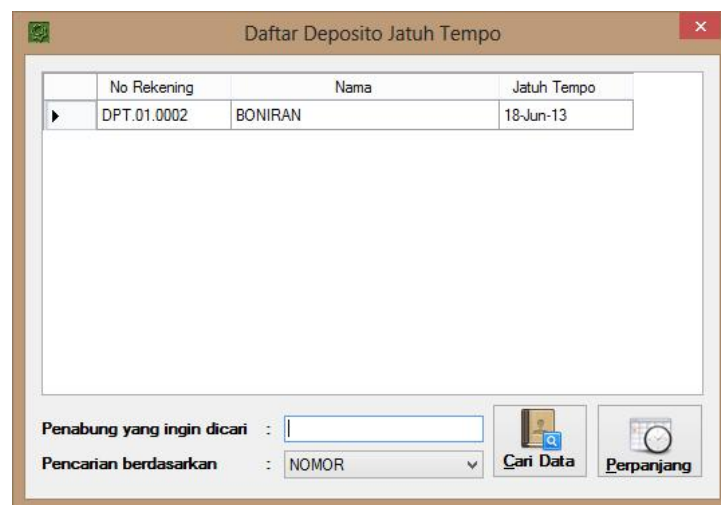 Daftar Deposito Jatuh Tempo
No Rekening Nama Jatuh Tempo
DPT.01.0002 BONIRAN 18-Jun-13
Penabung yang ingin dicari :
Pencarian berdasarkan : NOMOR
Cari Data Perpanjang